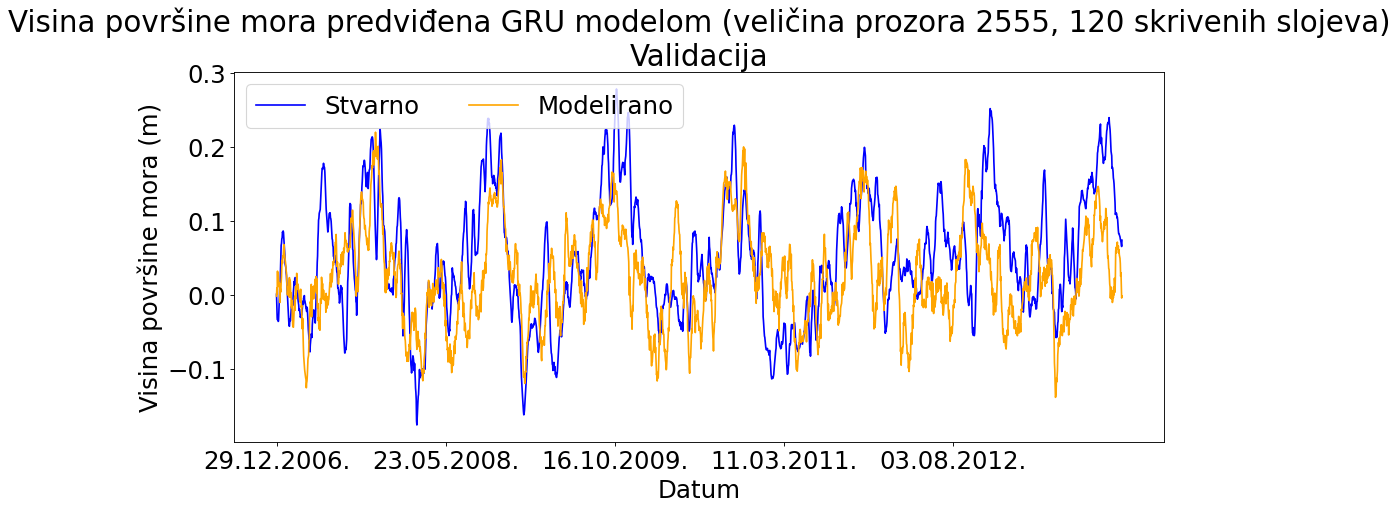 Visina površine mora predviđena GRU modelom (veličina prozora 2555, 120 skrivenih slojeva)
Validacija
Stvarno Modelirano
Visina površine mora (m)
0.3
0.2
0.1
0.0
−0.1
29.12.2006. 23.05.2008. 16.10.2009. 11.03.2011. 03.08.2012.
Datum